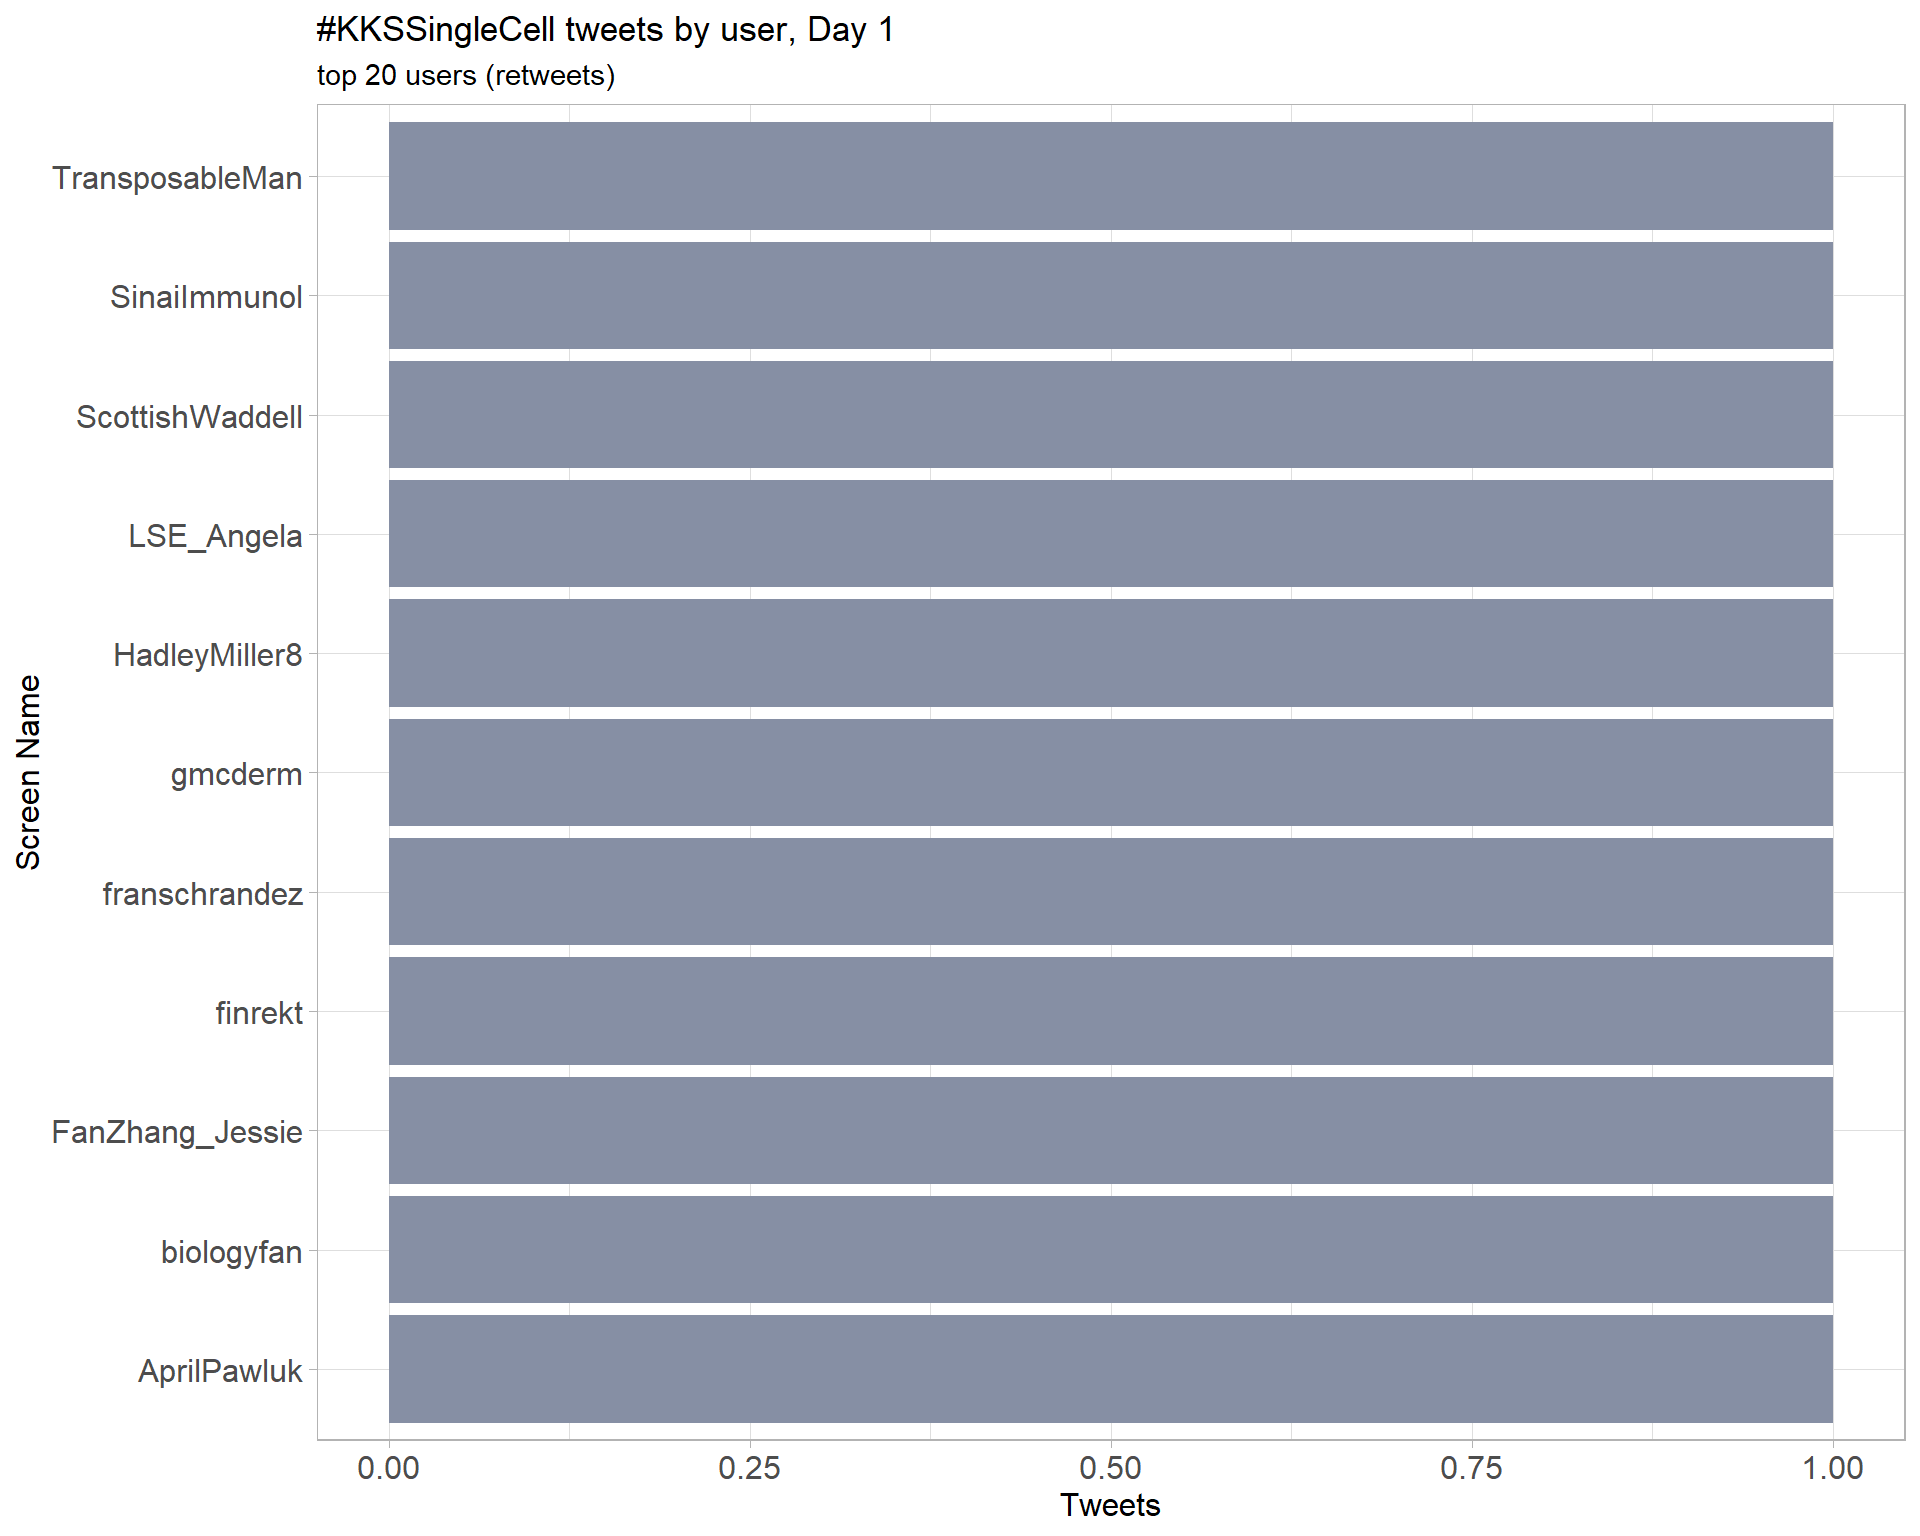 #KKSSingleCell tweets by user, Day 1
top 20 users (retweets)
TransposableMan
SinaiImmunol
ScottishWaddell
LSE_Angela
HadleyMiller8
gmcderm
franschrandez
finrekt
FanZhang_Jessie
biologyfan
AprilPawluk
Screen Name
0.00 0.25 0.50 0.75 1.00
Tweets